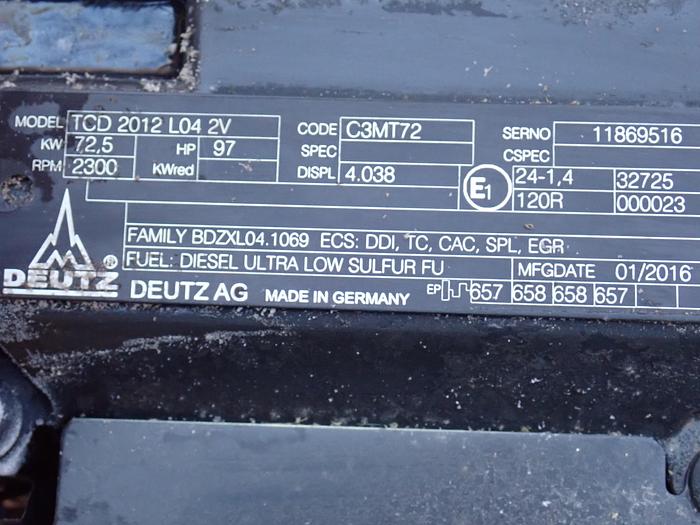 MODEL TCD 2012 L04 2V CODE C3MT72 SERNO 11869516
KW 72,5 HP 97 SPEC CSPEC
RPM 2300 KWred DISPL 4.038 E1 24-1,4 32725
120R 000023
FAMILY BDZXL04.1069 ECS: DDI, TC, CAC, SPL, EGR
FUEL: DIESEL ULTRA LOW SULFUR FU MFGDATE 01/2016
DEUTZ ® DEUTZ AG MADE IN GERMANY EP 657 658 658 657